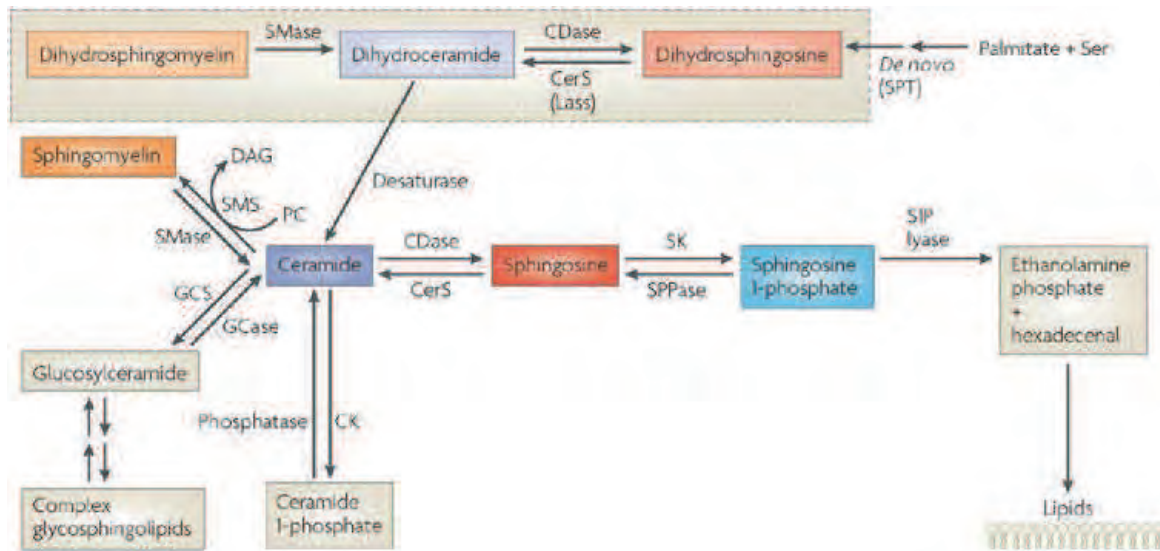 Dihydrosphingomyelin
SMase
Dihydroceramide
CDase
CerS
(Lass)
Dihydrosphingosine
De novo
(SPT)
Palmitate + Ser
Sphingomyelin
DAG
SMS
PC
SMase
Desaturase
Ceramide
CDase
CerS
Sphingosine
SK
SPPase
Sphingosine
1-phosphate
SIP
lyase
Ethanolamine
phosphate
+
hexadecenal
GCS
GCase
Glucosylceramide
Phosphatase
CK
Complex
glycosphingolipids
Ceramide
1-phosphate
Lipids